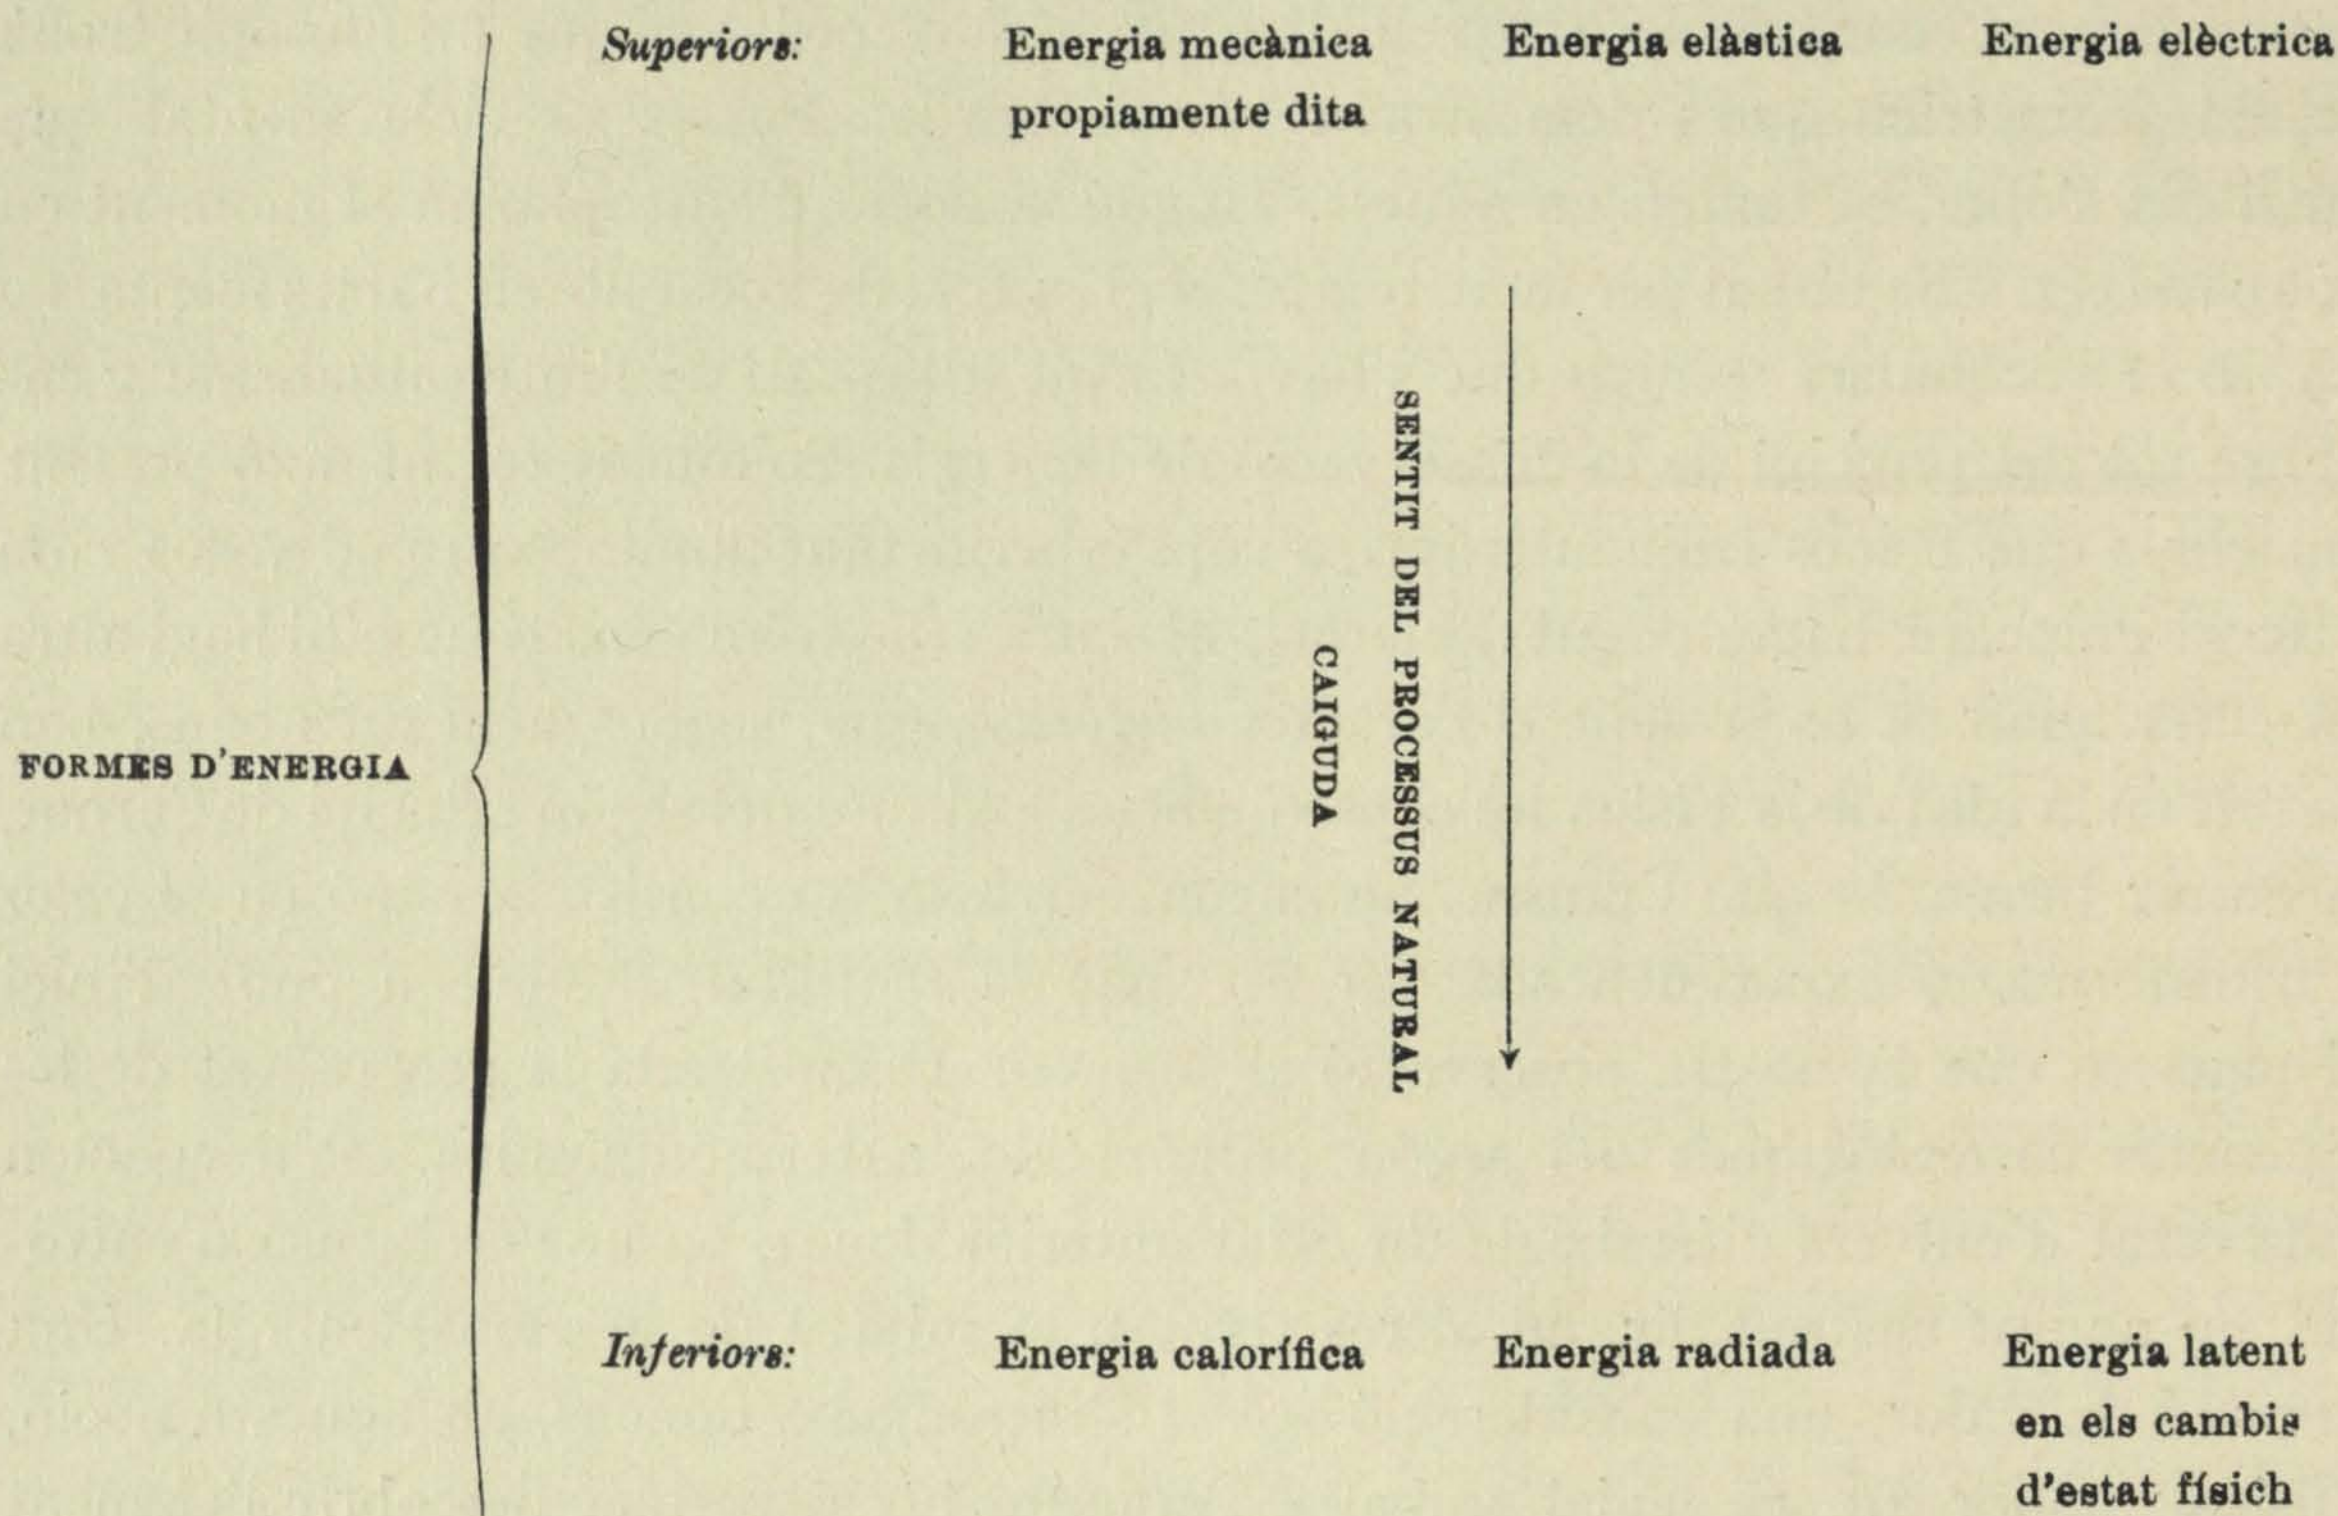 Superiors:
Energia mecànica
propiamente dita
Energia elàstica
Energia elèctrica
FORMES D'ENERGIA
CAIGUDA
SENTIT DEL PROCESSUS NATURAL
Inferiors:
Energia calorífica
Energia radiada
Energia latent
en els cambis
d'estat físich